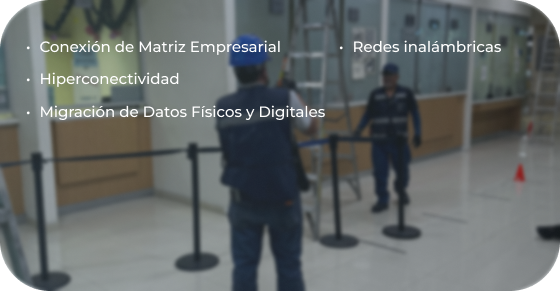 • Conexión de Matriz Empresarial
• Hiperconectividad
• Migración de Datos Físicos y Digitales
• Redes inalámbricas